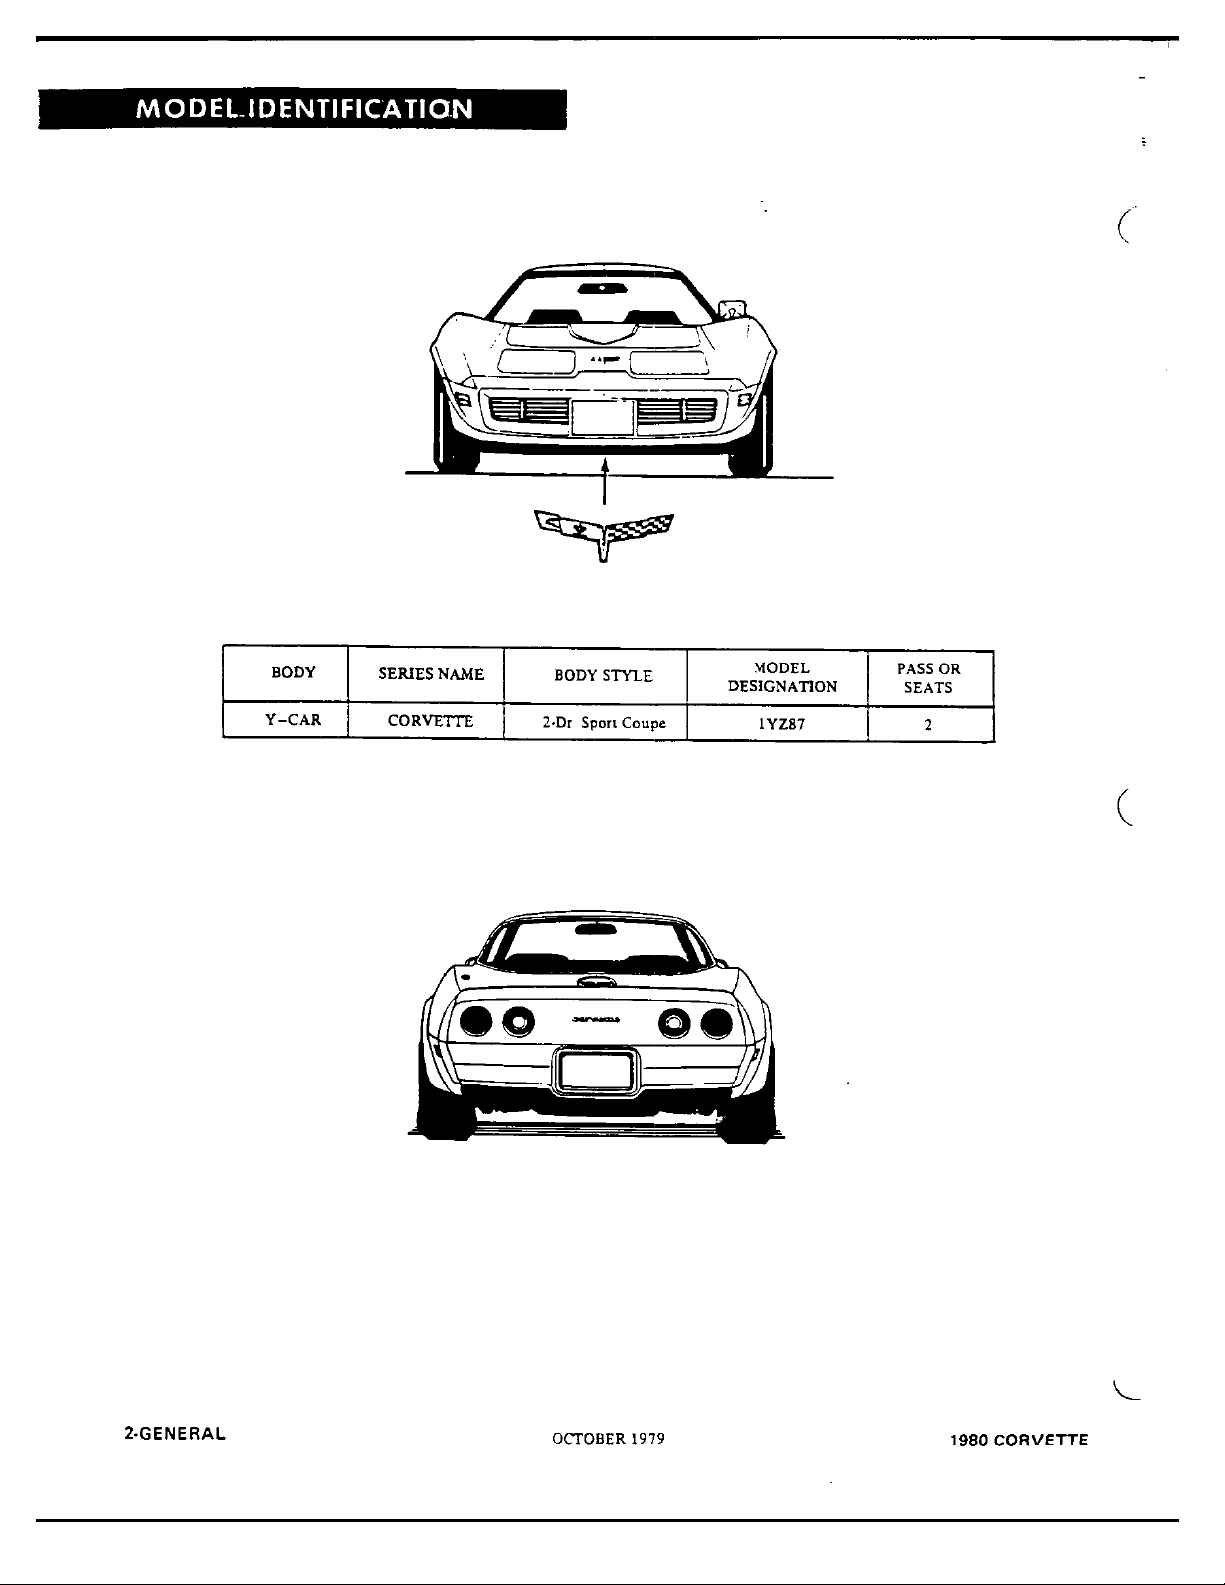 MODEL IDENTIFICATION
BODY SERIES NAME BODY STYLE MODEL DESIGNATION PASS OR SEATS
Y-CAR CORVETTE 2-Dr Sport Coupe 1YZ87 2
2-GENERAL OCTOBER 1979 1980 CORVETTE